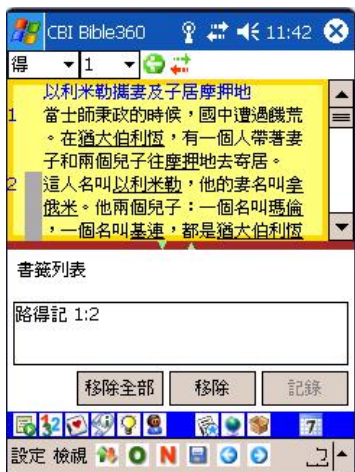 CBI Bible360 11:42
得 1
以利米勒攜妻及子居摩押地
1 當士師秉政的時候，國中遭遇饑荒
。在猶大伯利恆，有一個人帶著妻
子和兩個兒子往摩押地去寄居。
2 這人名叫以利米勒，他的妻名叫拿
俄米。他兩個兒子：一個名叫瑪倫
，一個名叫基連，都是猶大伯利恆
書籤列表
路得記 1:2
移除全部 移除 記錄
32 7
設定 檢視 O N